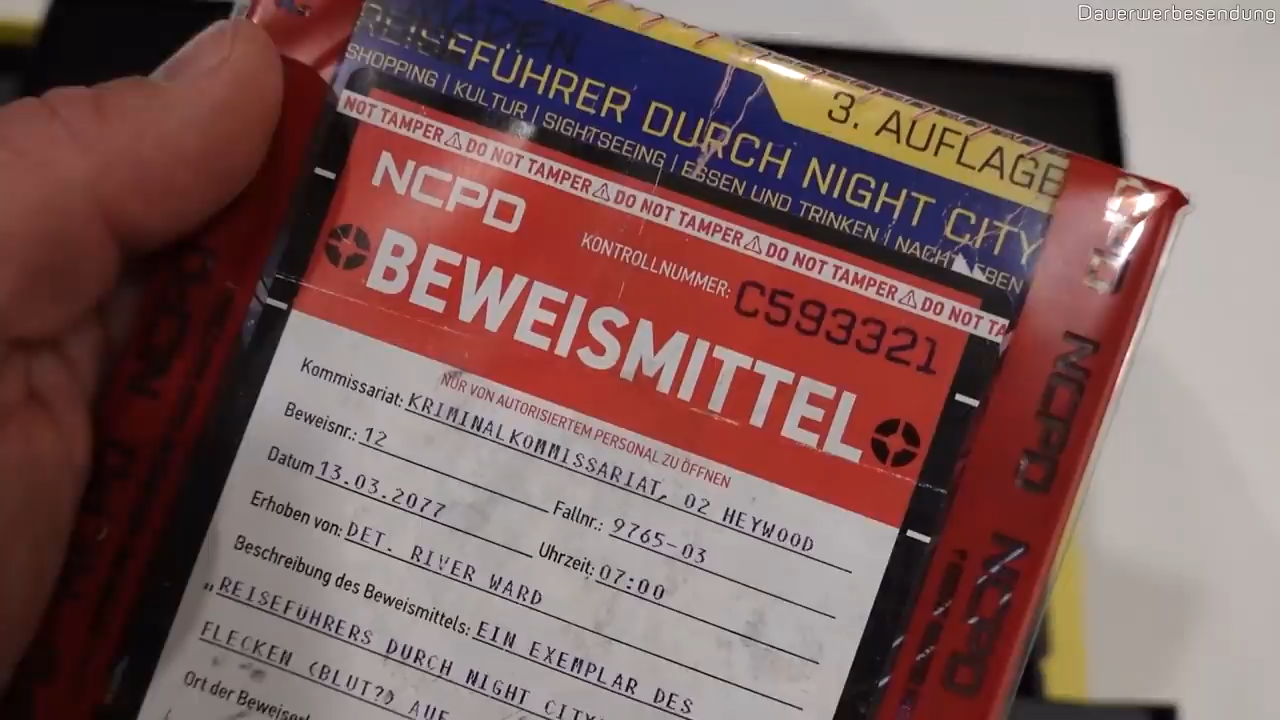 Dauerwerbesendung
3. AUFLAGE
REISEFÜHRER DURCH NIGHT CITY
SHOPPING | KULTUR | SIGHTSEEING | ESSEN UND TRINKEN |
NOT TAMPER ⚠ DO NOT TAMPER ⚠ DO NOT TAMPER ⚠ DO NOT TAMPER ⚠ DO NOT TA
NCPD
KONTROLLNUMMER: C593321
BEWEISMITTEL
NUR VON AUTORISIERTEM PERSONAL ZU ÖFFNEN
Kommissariat: KRIMINALKOMMISSARIAT, 02 HEYWOOD
Beweisnr.: 12 Fallnr.: 9765-03
Datum 13.03.2077 Uhrzeit: 07:00
Erhoben von: DET. RIVER WARD
Beschreibung des Beweismittels: EIN EXEMPLAR DES
„REISEFÜHRERS DURCH NIGHT CITY
FLECKEN (BLUT?) AUF
Ort der
NCPD
NCPD